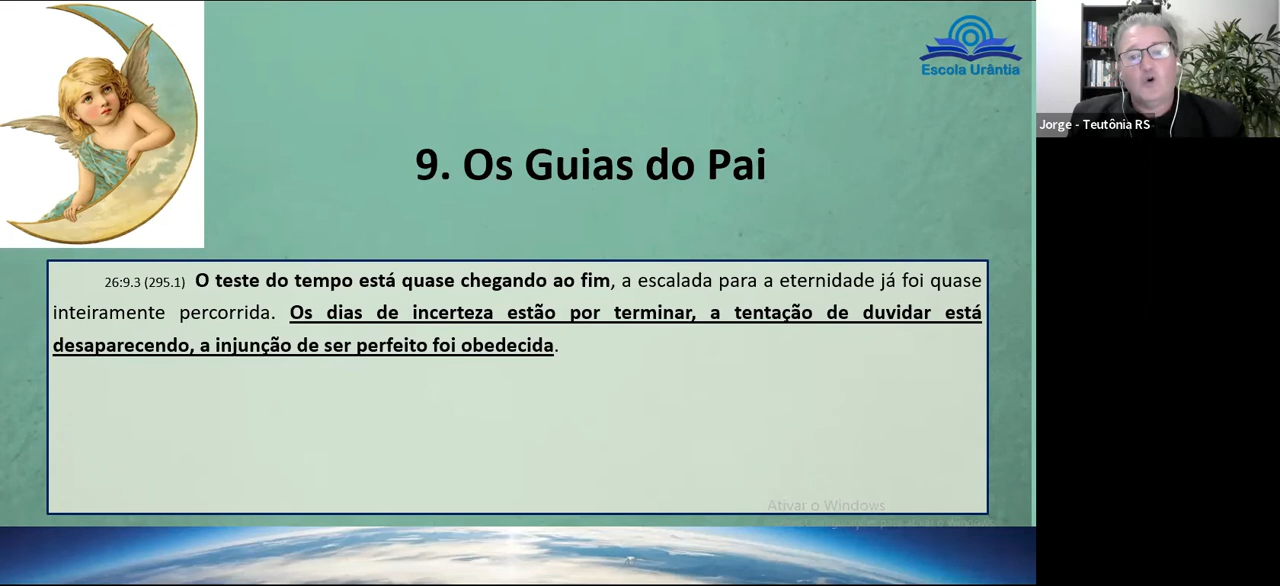 Escola Urântia
Jorge - Teutônia RS
9. Os Guias do Pai
26:9.3 (295.1) O teste do tempo está quase chegando ao fim, a escalada para a eternidade já foi quase
inteiramente percorrida. Os dias de incerteza estão por terminar, a tentação de duvidar está
desaparecendo, a injunção de ser perfeito foi obedecida.
Ativar o Windows